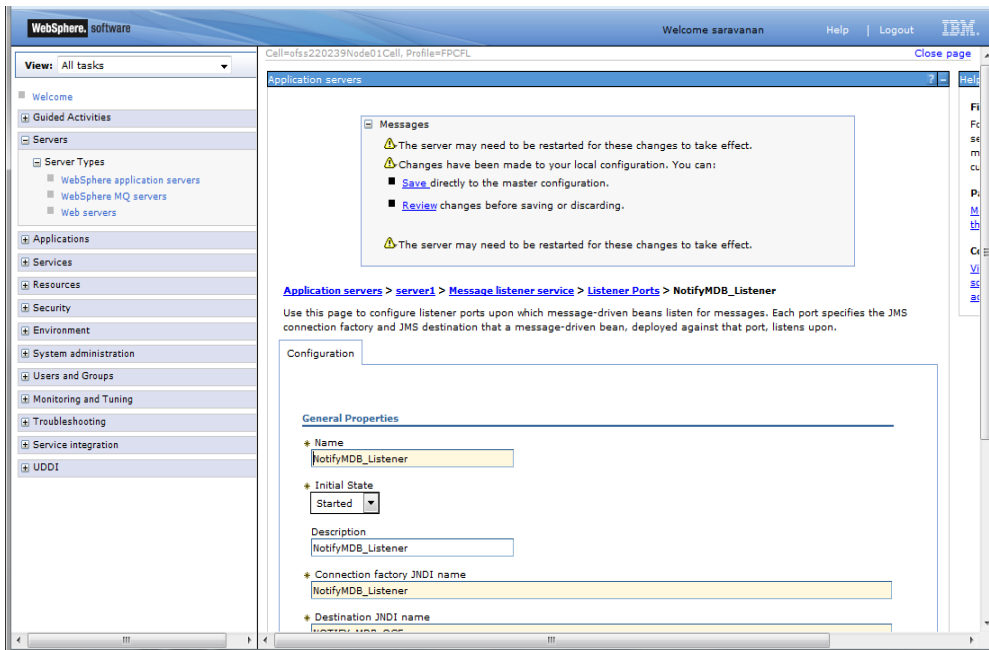 WebSphere. software
Welcome saravanan
Help | Logout
IBM.
View: All tasks
Cell=ofss220239Node01Cell, Profile=FPCFL
Close page
Welcome
Guided Activities
Servers
Server Types
WebSphere application servers
WebSphere MQ servers
Web servers
Applications
Services
Resources
Security
Environment
System administration
Users and Groups
Monitoring and Tuning
Troubleshooting
Service integration
UDDI
Application servers
? -
Messages
The server may need to be restarted for these changes to take effect.
Changes have been made to your local configuration. You can:
Save directly to the master configuration.
Review changes before saving or discarding.
The server may need to be restarted for these changes to take effect.
Application servers > server1 > Message listener service > Listener Ports > NotifyMDB_Listener
Use this page to configure listener ports upon which message-driven beans listen for messages. Each port specifies the JMS
connection factory and JMS destination that a message-driven bean, deployed against that port, listens upon.
Configuration
General Properties
* Name
NotifyMDB_Listener
* Initial State
Started
Description
NotifyMDB_Listener
* Connection factory JNDI name
NotifyMDB_Listener
* Destination JNDI name
Help